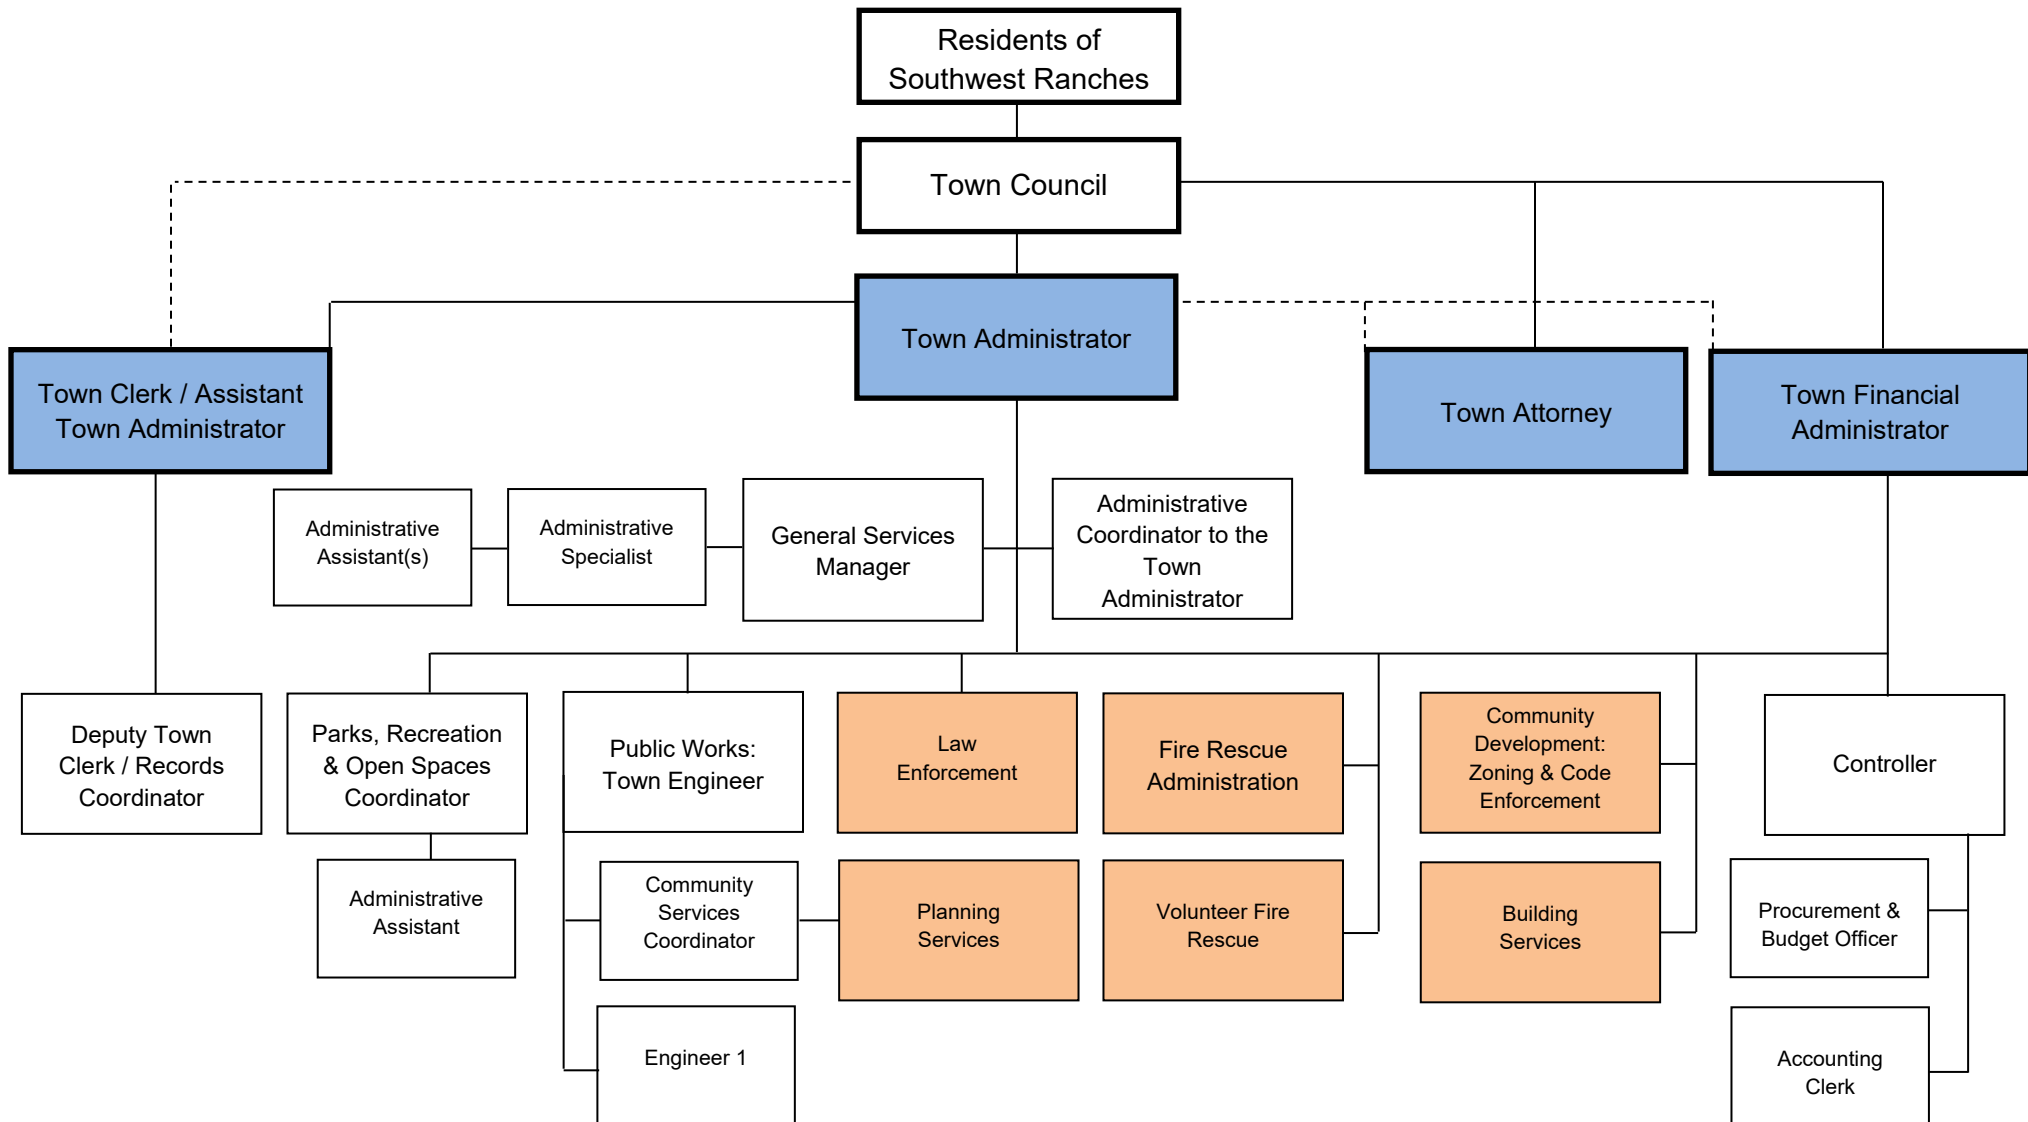 Residents of
Southwest Ranches
Town Council
Town Administrator
Town Clerk / Assistant
Town Administrator
Town Attorney
Town Financial
Administrator
Administrative
Assistant(s)
Administrative
Specialist
General Services
Manager
Administrative
Coordinator to the
Town
Administrator
Deputy Town
Clerk / Records
Coordinator
Parks, Recreation
& Open Spaces
Coordinator
Public Works:
Town Engineer
Law
Enforcement
Fire Rescue
Administration
Community
Development:
Zoning & Code
Enforcement
Controller
Administrative
Assistant
Community
Services
Coordinator
Planning
Services
Volunteer Fire
Rescue
Building
Services
Procurement &
Budget Officer
Engineer 1
Accounting
Clerk